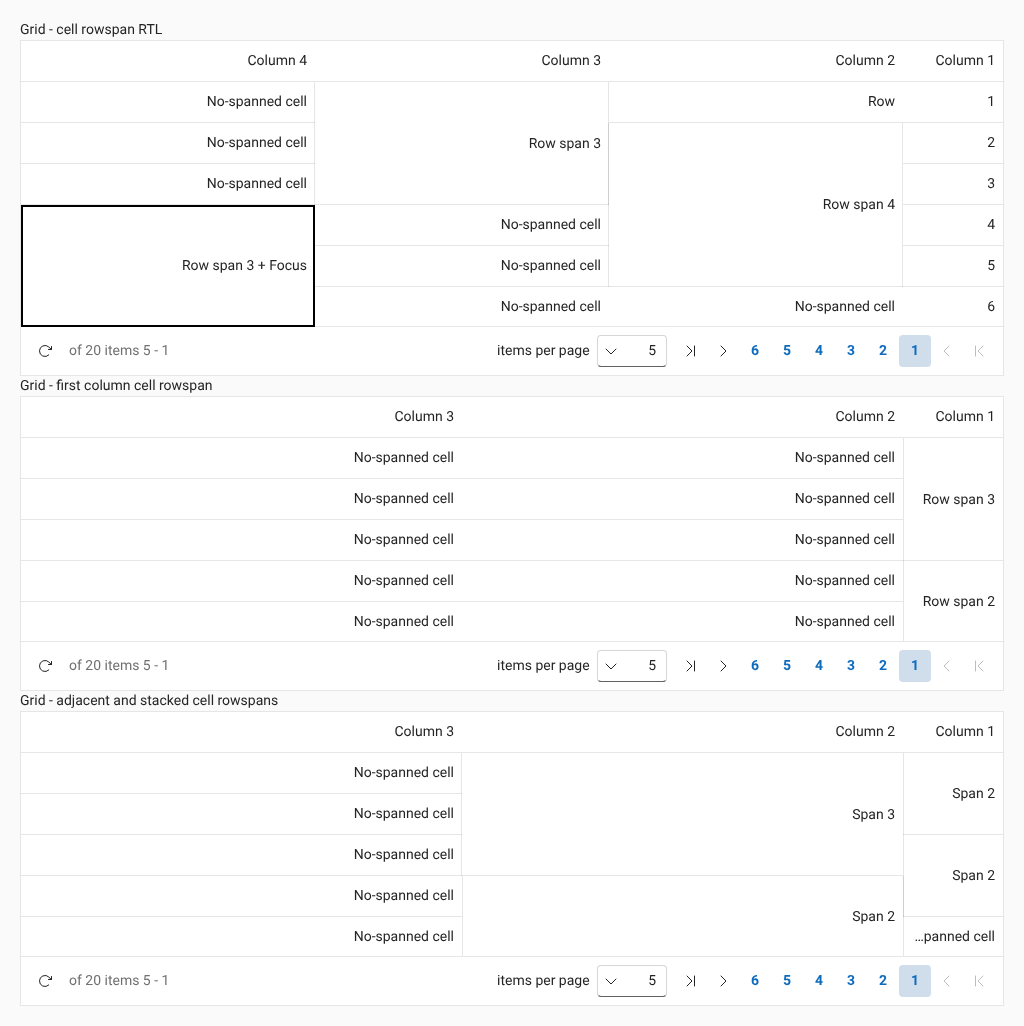 Grid - cell rowspan RTL
Column 4 Column 3 Column 2 Column 1
No-spanned cell Row 1
No-spanned cell Row span 3 2
No-spanned cell 3
Row span 4
No-spanned cell 4
Row span 3 + Focus No-spanned cell 5
No-spanned cell No-spanned cell 6
of 20 items 5 - 1 items per page 5 6 5 4 3 2 1
Grid - first column cell rowspan
Column 3 Column 2 Column 1
No-spanned cell No-spanned cell
No-spanned cell No-spanned cell Row span 3
No-spanned cell No-spanned cell
No-spanned cell No-spanned cell
Row span 2
No-spanned cell No-spanned cell
of 20 items 5 - 1 items per page 5 6 5 4 3 2 1
Grid - adjacent and stacked cell rowspans
Column 3 Column 2 Column 1
No-spanned cell
Span 2
No-spanned cell Span 3
No-spanned cell
Span 2
No-spanned cell
Span 2
No-spanned cell ...panned cell
of 20 items 5 - 1 items per page 5 6 5 4 3 2 1